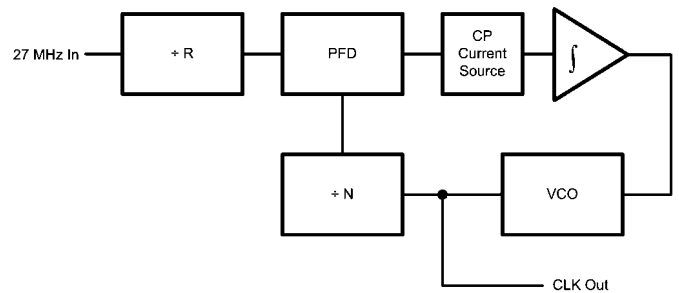 27 MHz In
÷ R
PFD
CP
Current
Source
∫
÷ N
VCO
CLK Out